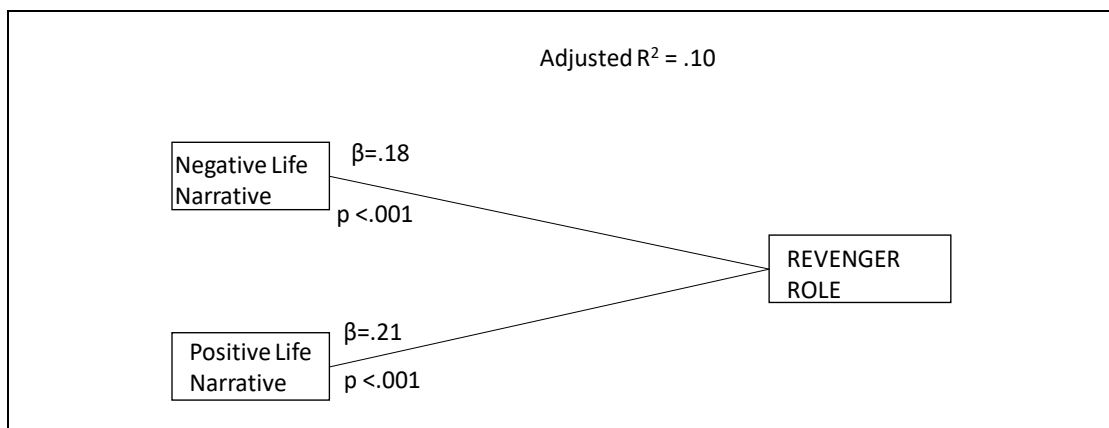 Adjusted R² = .10
Negative Life
Narrative
β=.18
p <.001
REVENGER
ROLE
Positive Life
Narrative
β=.21
p <.001